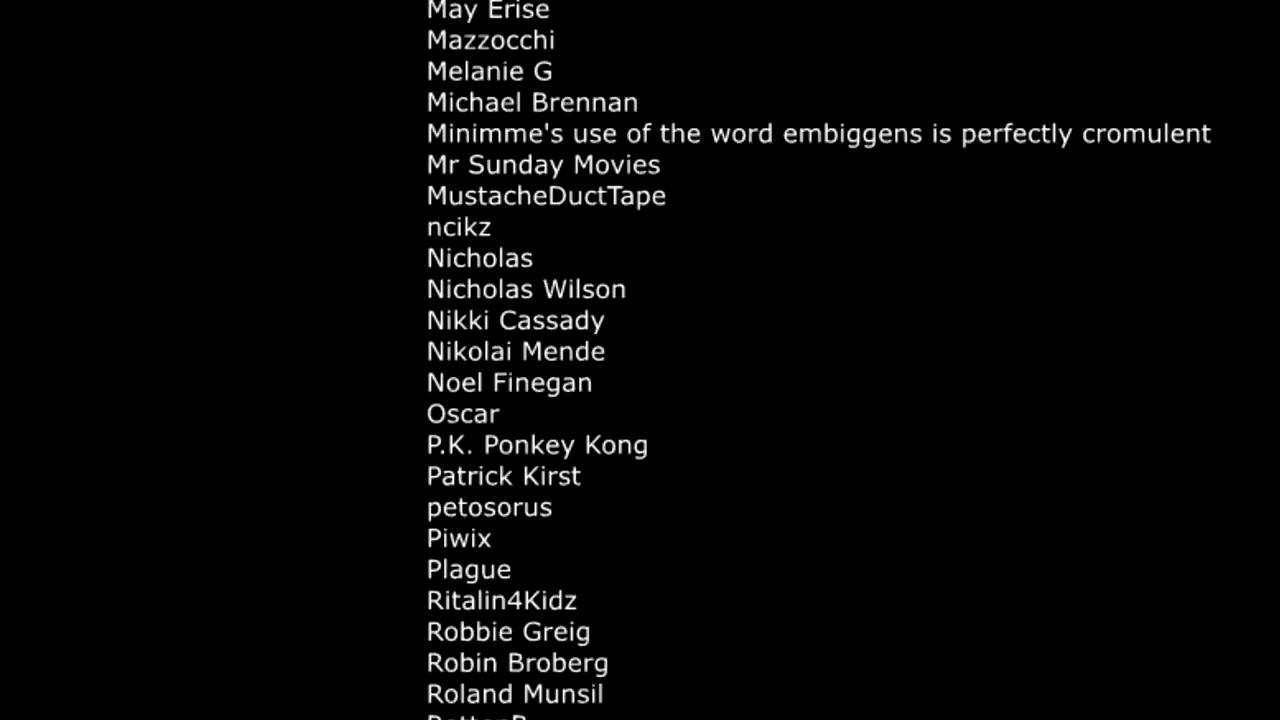 May Erise
Mazzocchi
Melanie G
Michael Brennan
Minimme's use of the word embiggens is perfectly cromulent
Mr Sunday Movies
MustacheDuctTape
ncikz
Nicholas
Nicholas Wilson
Nikki Cassady
Nikolai Mende
Noel Finegan
Oscar
P.K. Ponkey Kong
Patrick Kirst
petosorus
Piwix
Plague
Ritalin4Kidz
Robbie Greig
Robin Broberg
Roland Munsil